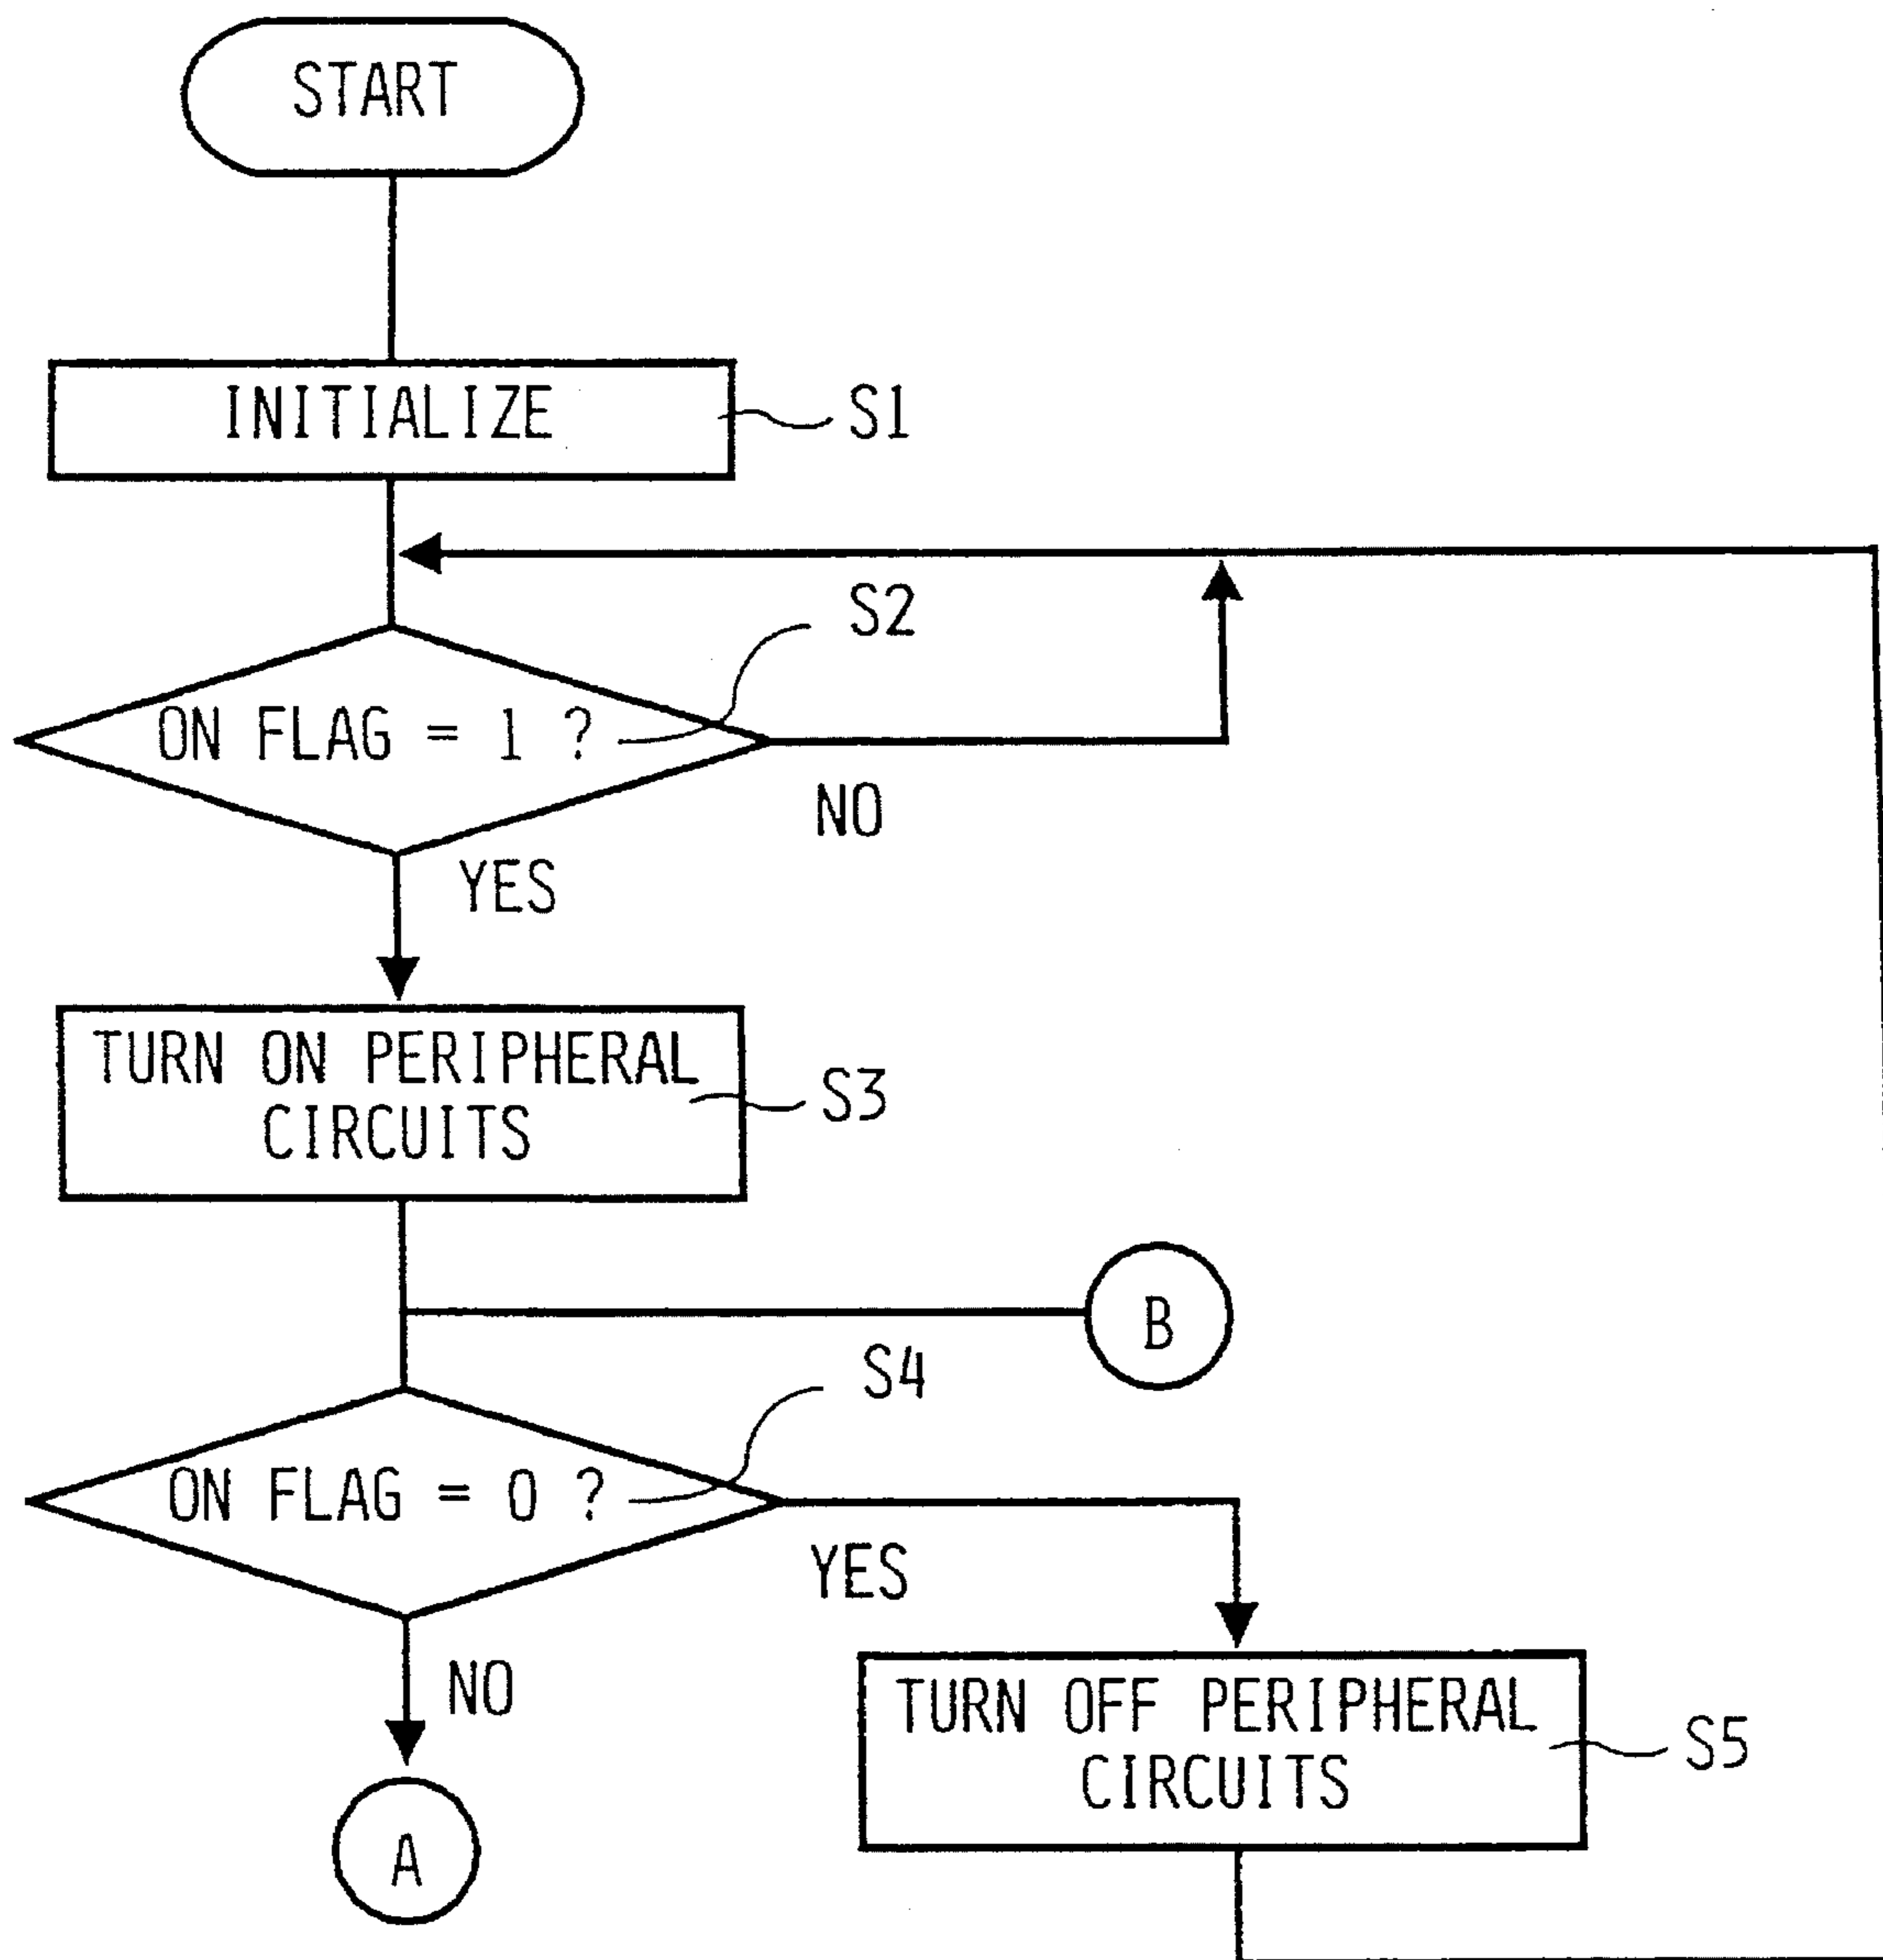 START
INITIALIZE
S1
S2
ON FLAG = 1 ?
NO
YES
TURN ON PERIPHERAL
CIRCUITS
S3
B
S4
ON FLAG = 0 ?
YES
NO
TURN OFF PERIPHERAL
CIRCUITS
S5
A